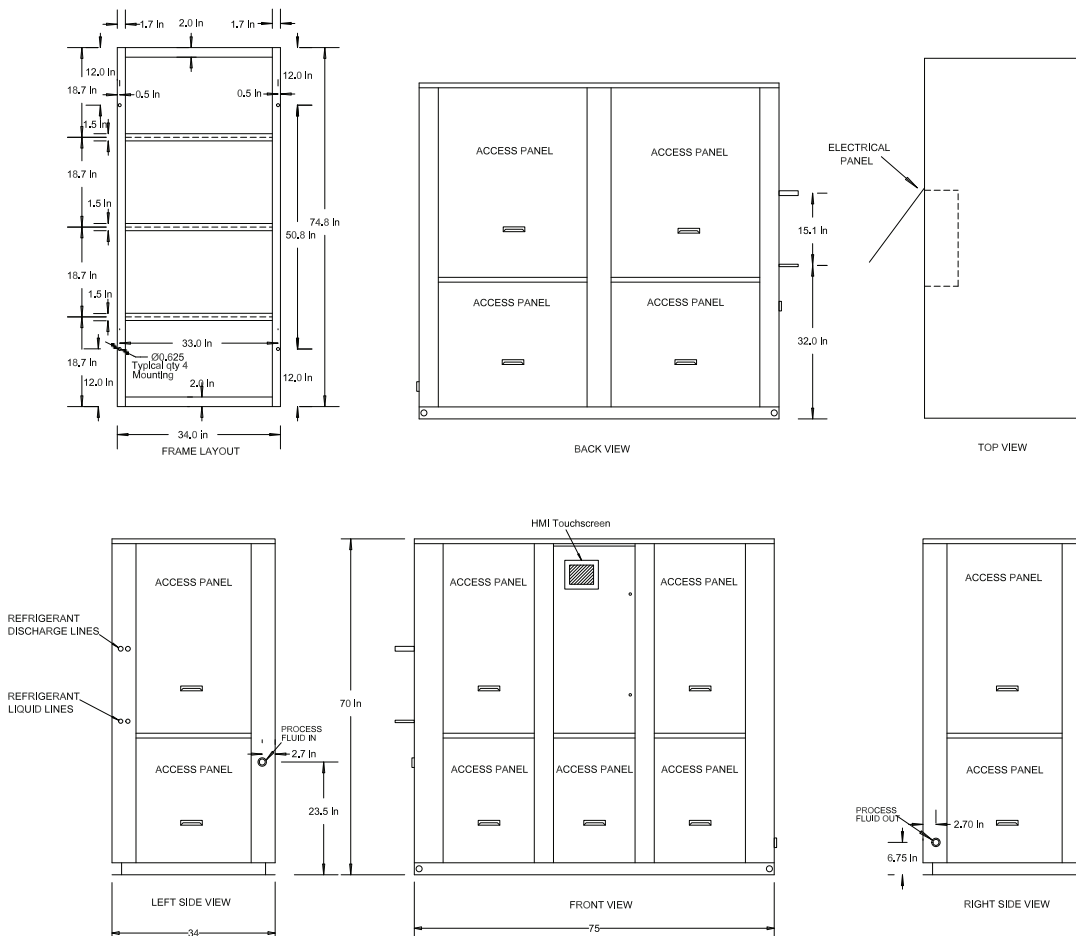 1.7 In
2.0 In
1.7 In
12.0 In
12.0 In
18.7 In
0.5 In
0.5 In
1.5 In
18.7 In
1.5 In
74.8 In
50.8 In
18.7 In
1.5 In
33.0 In
Ø0.625
Typical qty 4
Mounting
18.7 In
12.0 In
2.0 In
12.0 In
34.0 in
FRAME LAYOUT
ACCESS PANEL
ACCESS PANEL
ACCESS PANEL
ACCESS PANEL
15.1 In
32.0 In
BACK VIEW
ELECTRICAL
PANEL
TOP VIEW
REFRIGERANT
DISCHARGE LINES
REFRIGERANT
LIQUID LINES
ACCESS PANEL
ACCESS PANEL
PROCESS
FLUID IN
2.7 In
23.5 In
LEFT SIDE VIEW
34
HMI Touchscreen
70 In
ACCESS PANEL
ACCESS PANEL
ACCESS PANEL
ACCESS PANEL
ACCESS PANEL
FRONT VIEW
75
ACCESS PANEL
ACCESS PANEL
PROCESS
FLUID OUT
2.70 In
6.75 In
RIGHT SIDE VIEW